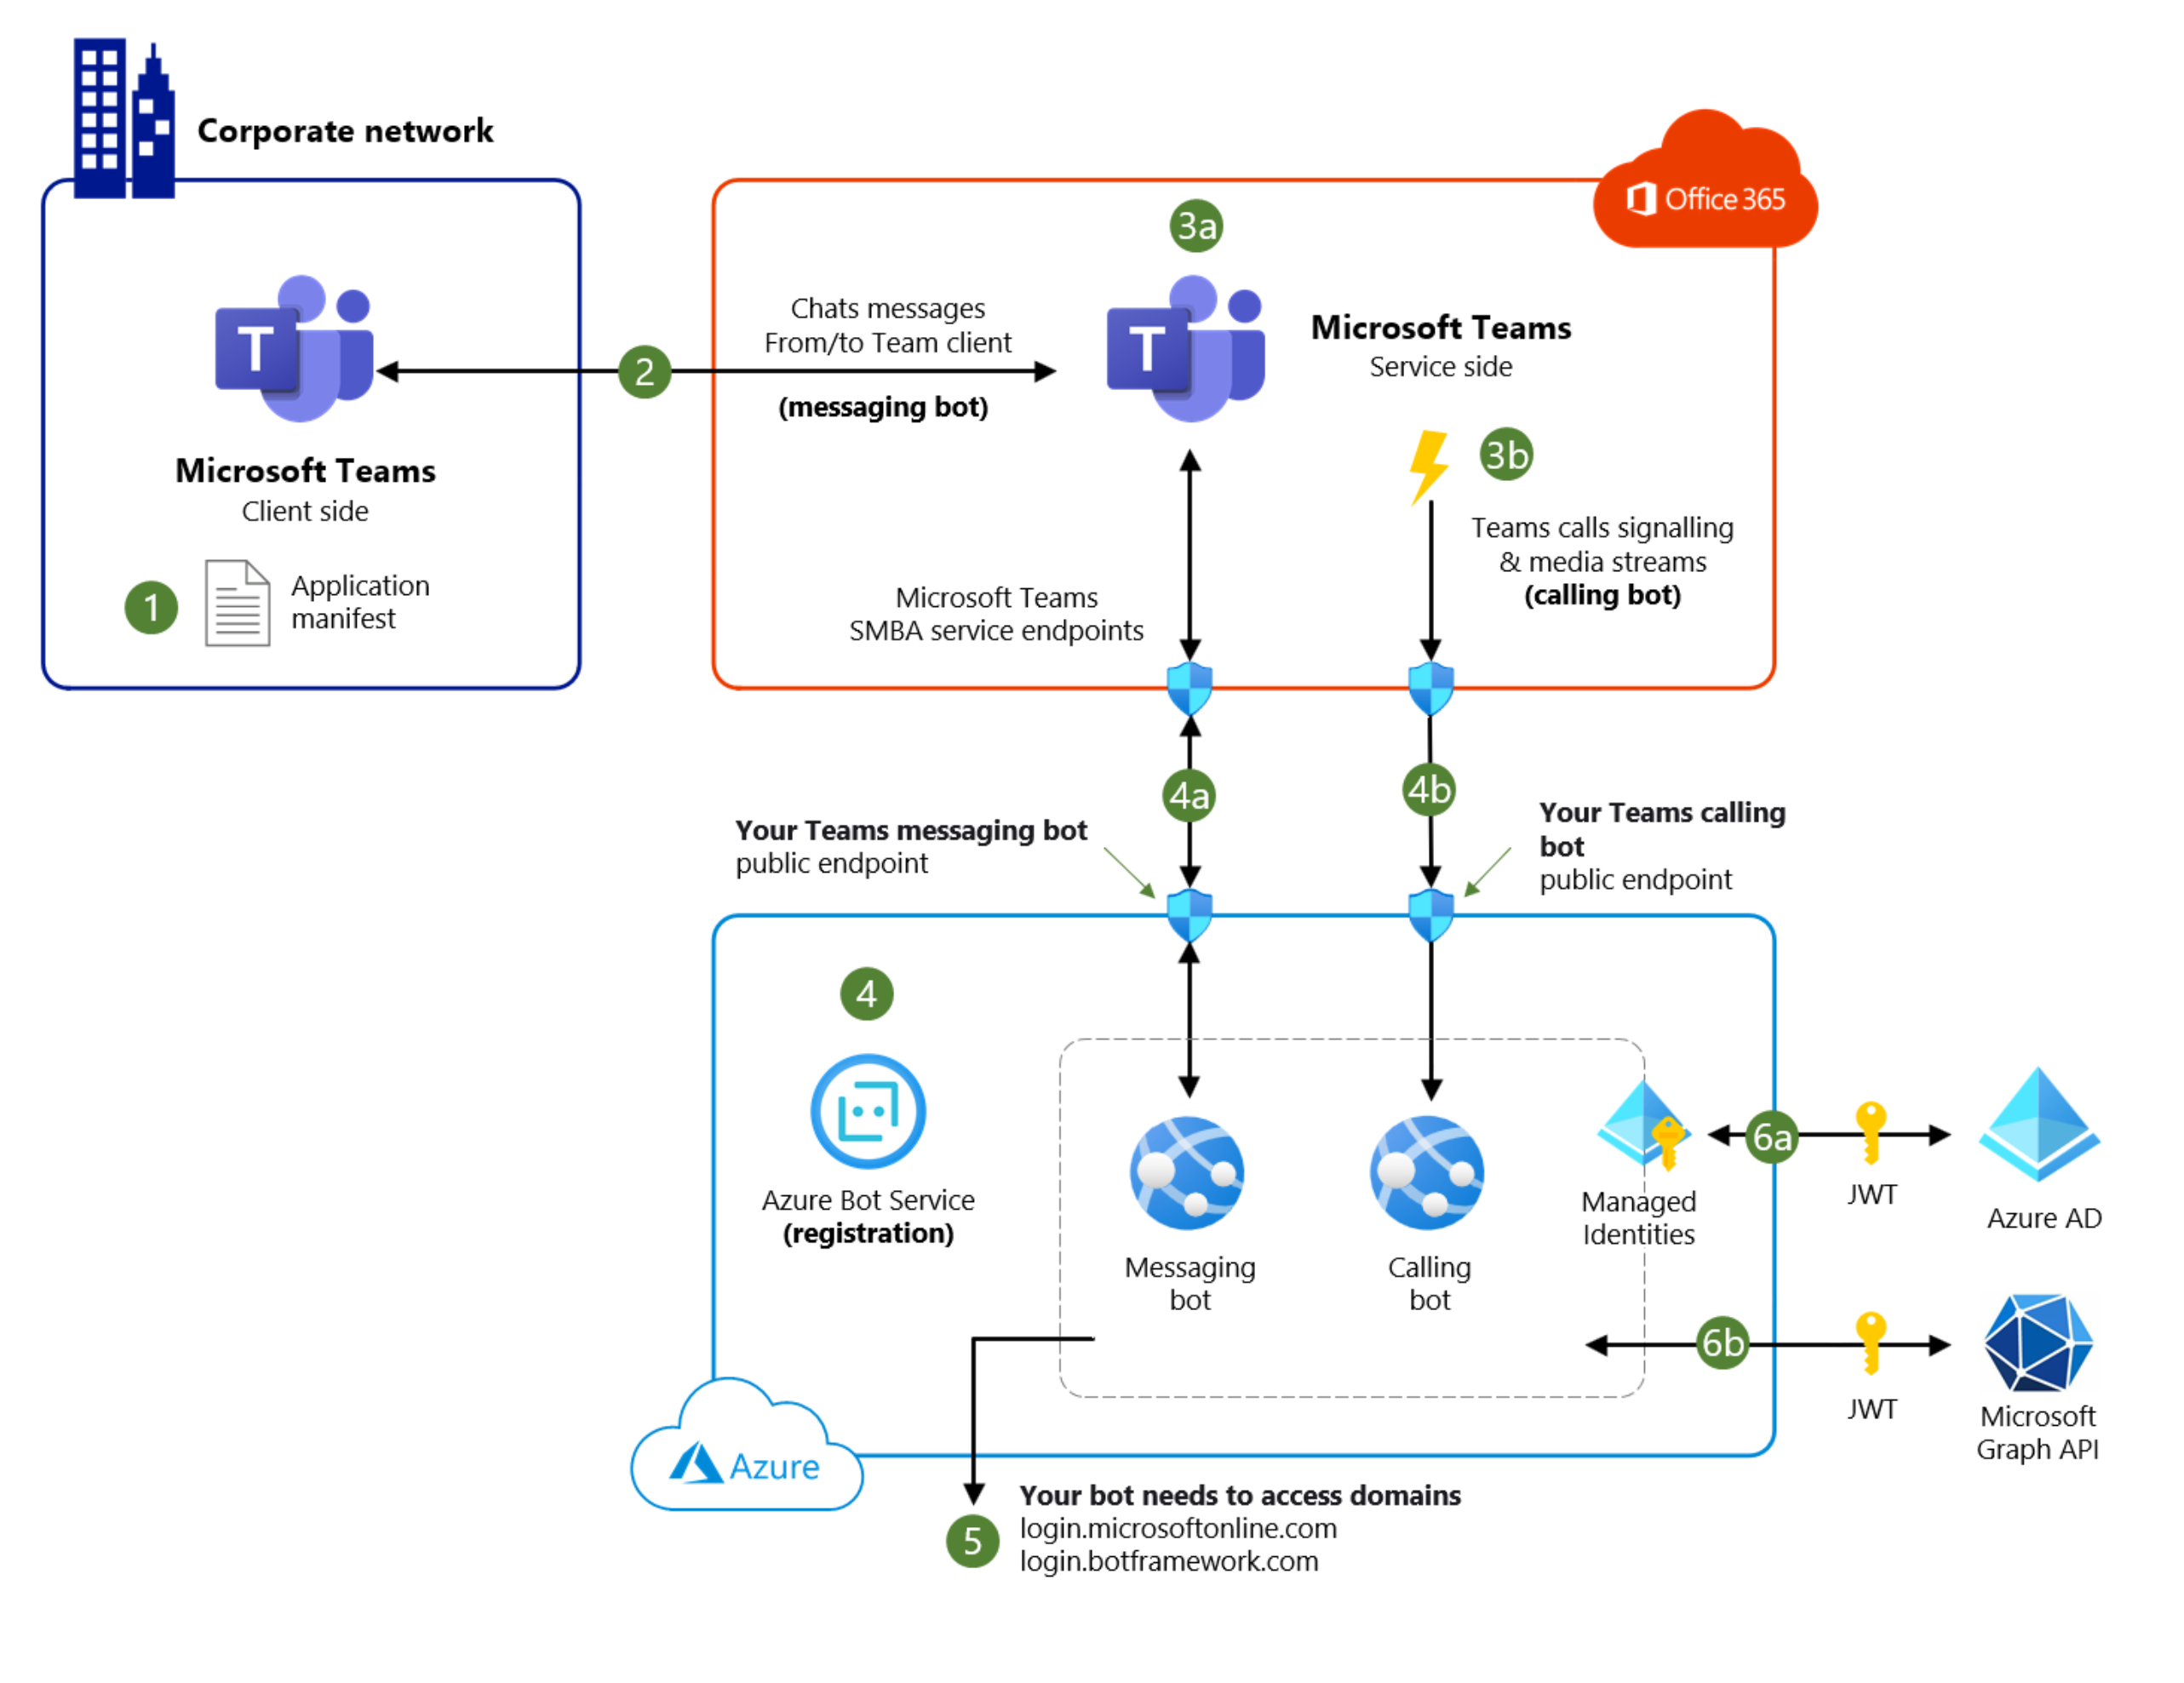 Corporate network
Office 365
3a
Chats messages
From/to Team client
2
(messaging bot)
T
Microsoft Teams
Client side
1
Application
manifest
T
Microsoft Teams
Service side
3b
Teams calls signalling
& media streams
(calling bot)
Microsoft Teams
SMBA service endpoints
4a
4b
Your Teams messaging bot
public endpoint
Your Teams calling
bot
public endpoint
4
Azure Bot Service
(registration)
Messaging
bot
Calling
bot
Managed
Identities
6a
JWT
Azure AD
6b
JWT
Microsoft
Graph API
Azure
5
Your bot needs to access domains
login.microsoftonline.com
login.botframework.com